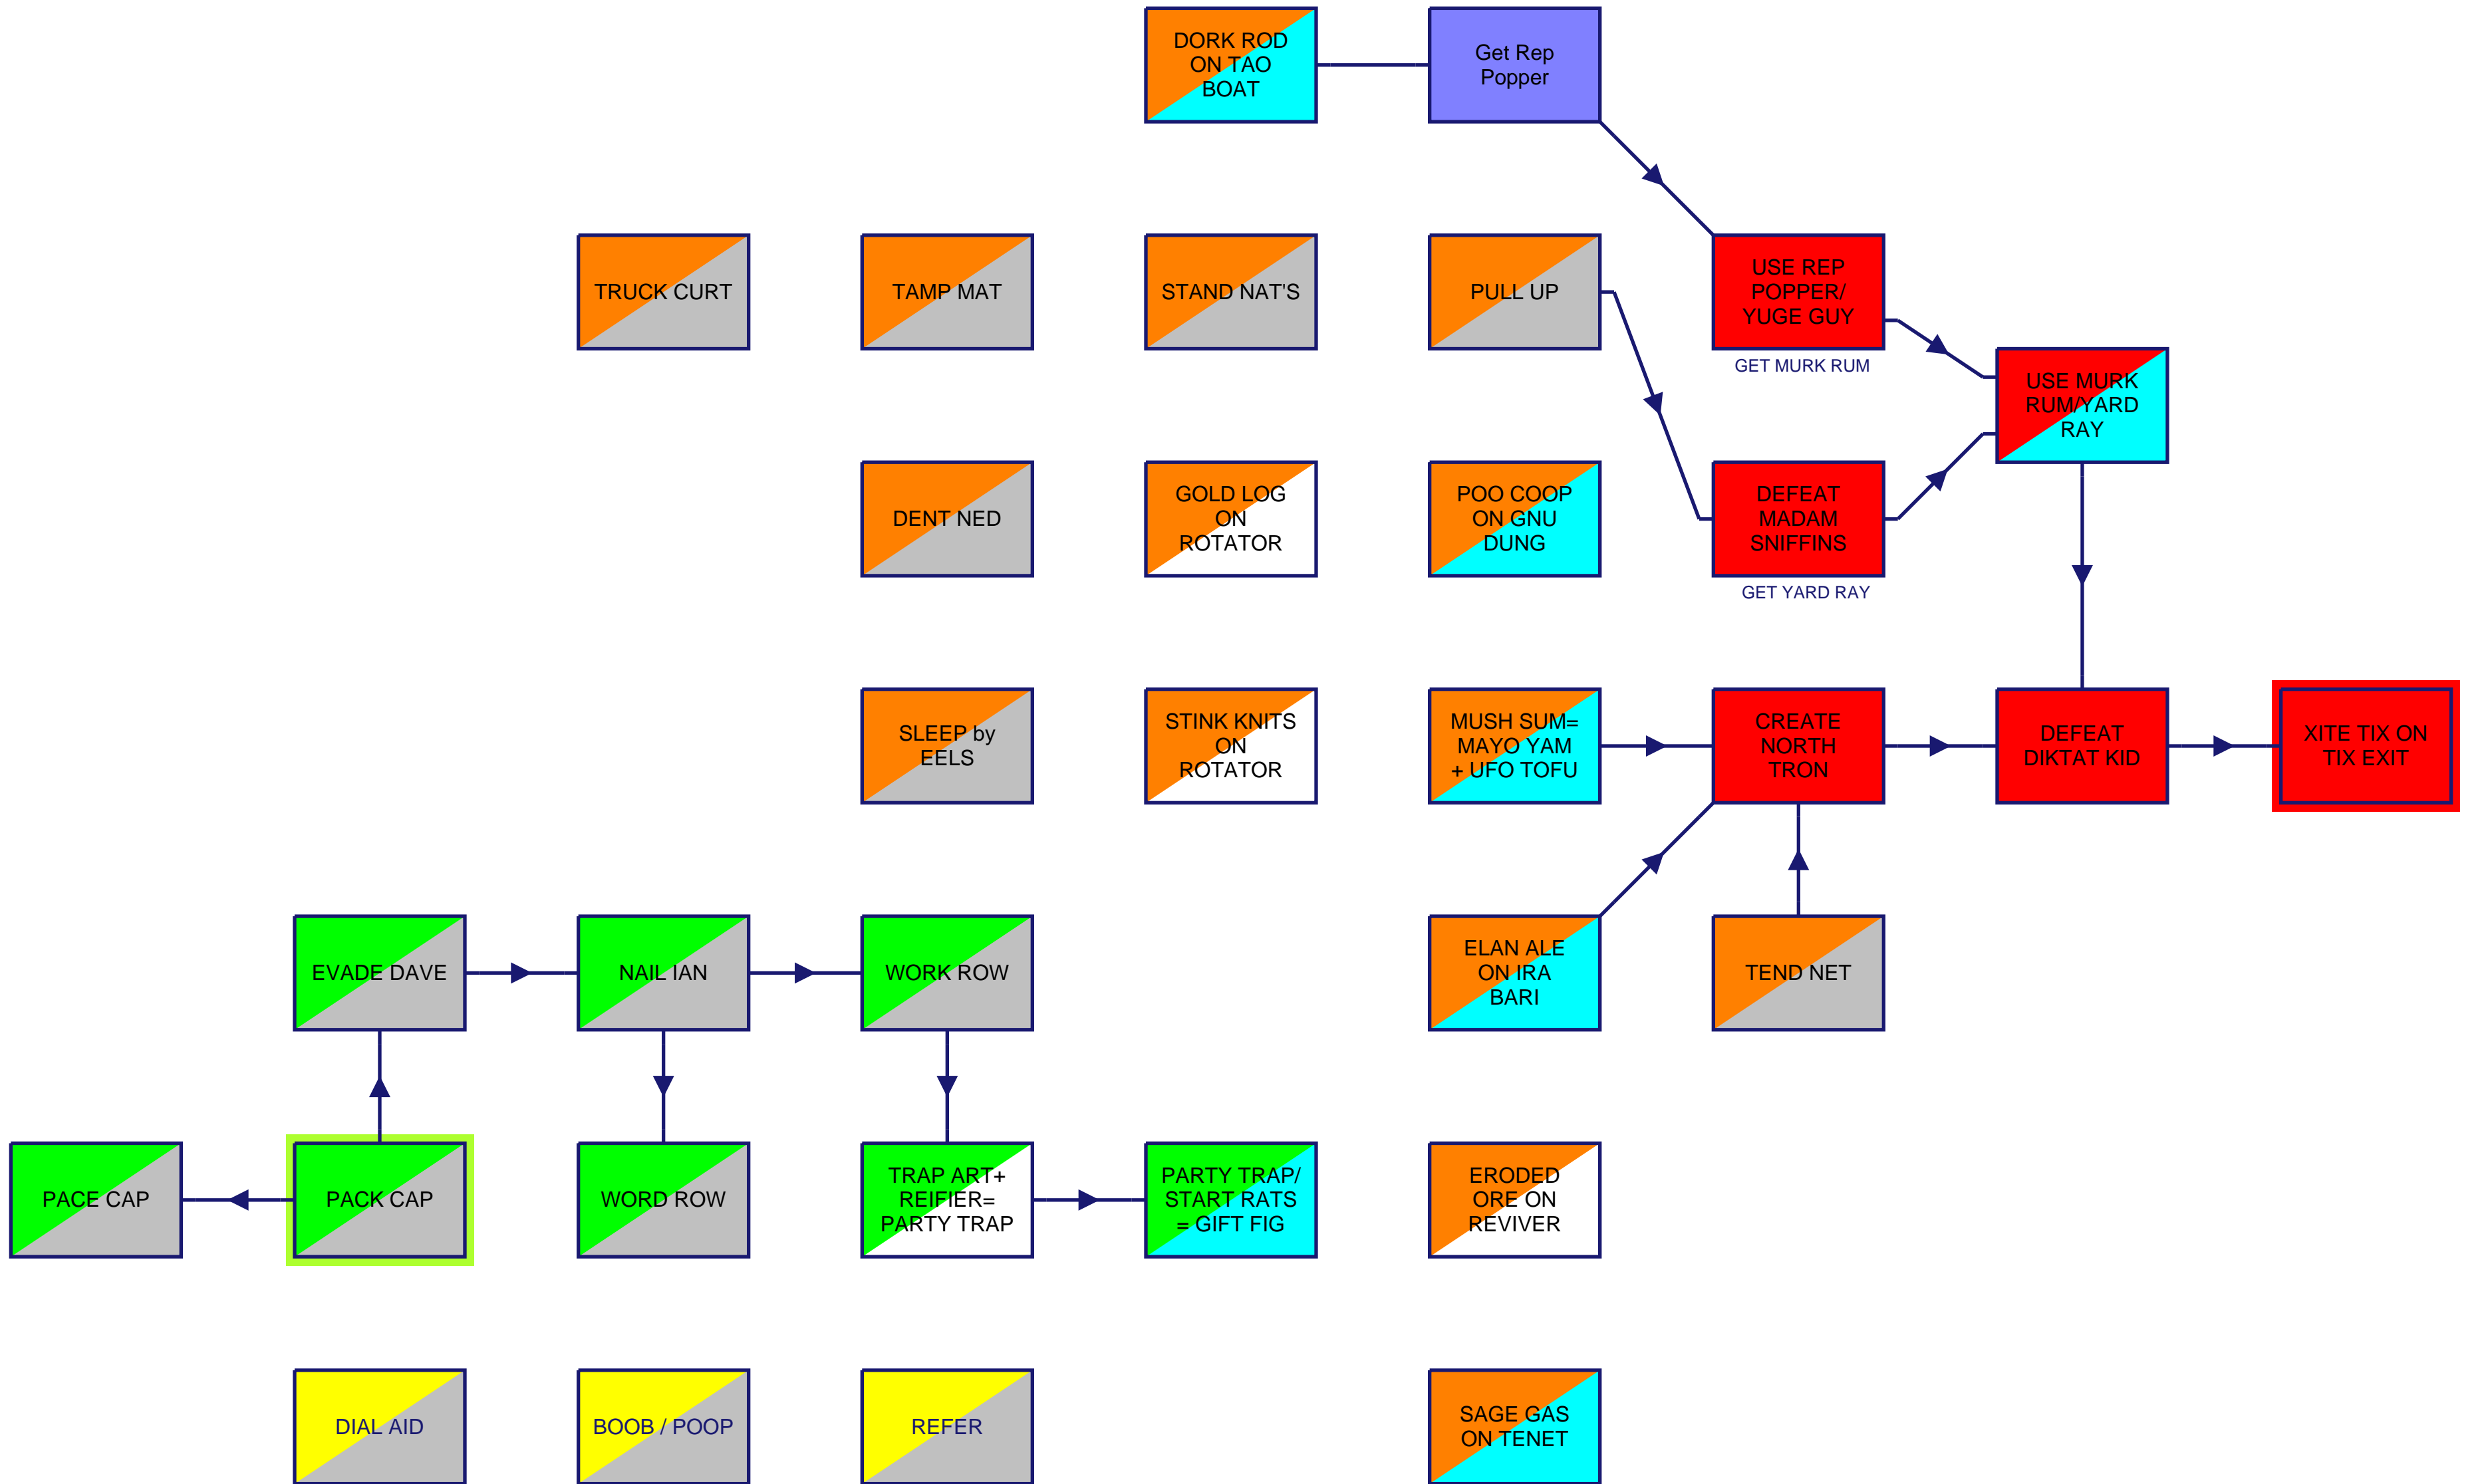 DORK ROD
ON TAO
BOAT
Get Rep
Popper
TRUCK CURT
TAMP MAT
STAND NAT'S
PULL UP
USE REP
POPPER/
YUGE GUY
GET MURK RUM
USE MURK
RUM/YARD
RAY
DENT NED
GOLD LOG
ON
ROTATOR
POO COOP
ON GNU
DUNG
DEFEAT
MADAM
SNIFFINS
GET YARD RAY
SLEEP by
EELS
STINK KNITS
ON
ROTATOR
MUSH SUM=
MAYO YAM
+ UFO TOFU
CREATE
NORTH
TRON
DEFEAT
DIKTAT KID
XITE TIX ON
TIX EXIT
EVADE DAVE
NAIL IAN
WORK ROW
ELAN ALE
ON IRA
BARI
TEND NET
PACE CAP
PACK CAP
WORD ROW
TRAP ART+
REIFIER=
PARTY TRAP
PARTY TRAP/
START RATS
= GIFT FIG
ERODED
ORE ON
REVIVER
DIAL AID
BOOB / POOP
REFER
SAGE GAS
ON TENET